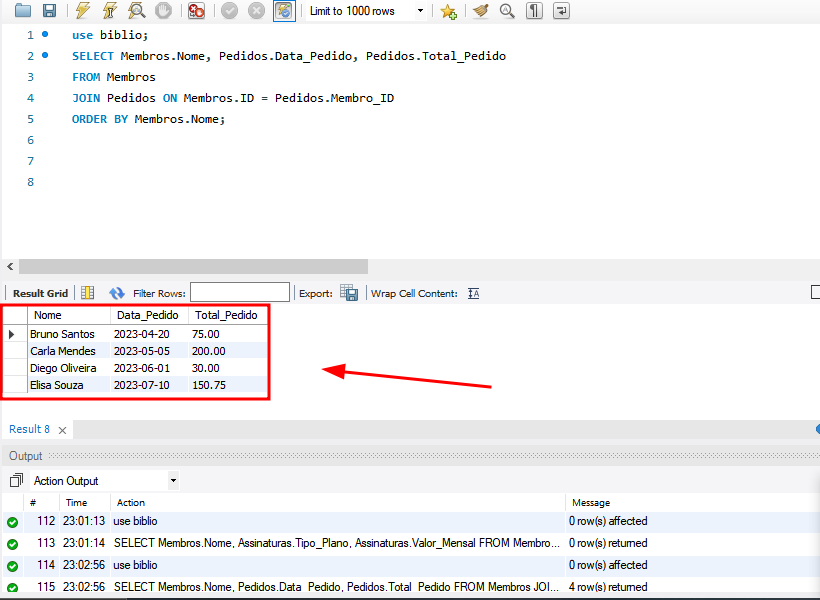 Limit to 1000 rows
1 use biblio;
2 SELECT Membros.Nome, Pedidos.Data_Pedido, Pedidos.Total_Pedido
3 FROM Membros
4 JOIN Pedidos ON Membros.ID = Pedidos.Membro_ID
5 ORDER BY Membros.Nome;
6
7
8
Result Grid Filter Rows: Export: Wrap Cell Content:
Nome Data_Pedido Total_Pedido
Bruno Santos 2023-04-20 75.00
Carla Mendes 2023-05-05 200.00
Diego Oliveira 2023-06-01 30.00
Elisa Souza 2023-07-10 150.75
Result 8
Output
Action Output
# Time Action Message
112 23:01:13 use biblio 0 row(s) affected
113 23:01:14 SELECT Membros.Nome, Assinaturas.Tipo_Plano, Assinaturas.Valor_Mensal FROM Membro... 0 row(s) returned
114 23:02:56 use biblio 0 row(s) affected
115 23:02:56 SELECT Membros.Nome, Pedidos.Data_Pedido, Pedidos.Total_Pedido FROM Membros JOI... 4 row(s) returned